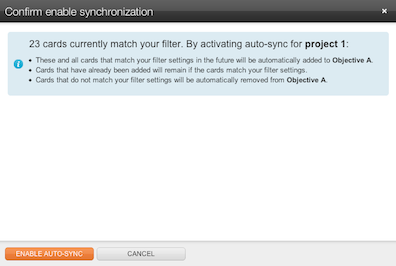 Confirm enable synchronization
23 cards currently match your filter. By activating auto-sync for project 1:
These and all cards that match your filter settings in the future will be automatically added to Objective A.
Cards that have already been added will remain if the cards match your filter settings.
Cards that do not match your filter settings will be automatically removed from Objective A.
ENABLE AUTO-SYNC
CANCEL